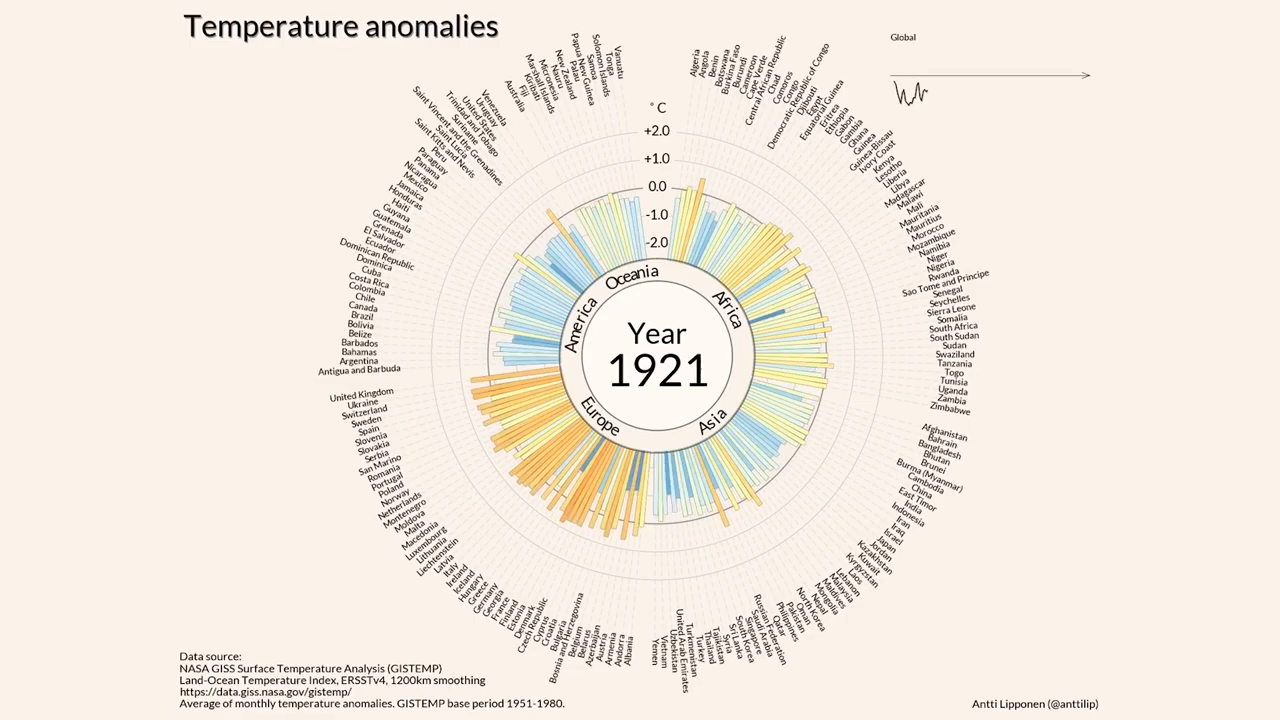 Temperature anomalies
Global
° C
+2.0
+1.0
0.0
-1.0
-2.0
Oceania
Africa
Asia
Europe
America
Year
1921
Algeria
Angola
Benin
Botswana
Burkina Faso
Burundi
Cameroon
Cape Verde
Central African Republic
Chad
Comoros
Congo
Democratic Republic of Congo
Djibouti
Egypt
Equatorial Guinea
Eritrea
Ethiopia
Gabon
Gambia
Ghana
Guinea
Guinea-Bissau
Ivory Coast
Kenya
Lesotho
Liberia
Libya
Madagascar
Malawi
Mali
Mauritania
Mauritius
Morocco
Mozambique
Namibia
Niger
Nigeria
Rwanda
Sao Tome and Principe
Senegal
Seychelles
Sierra Leone
Somalia
South Africa
South Sudan
Sudan
Swaziland
Tanzania
Togo
Tunisia
Uganda
Zambia
Zimbabwe
Afghanistan
Bahrain
Bangladesh
Bhutan
Brunei
Burma (Myanmar)
Cambodia
China
East Timor
India
Indonesia
Iran
Iraq
Israel
Japan
Jordan
Kazakhstan
Kuwait
Kyrgyzstan
Laos
Lebanon
Malaysia
Maldives
Mongolia
Nepal
North Korea
Oman
Pakistan
Philippines
Qatar
Russian Federation
Saudi Arabia
Singapore
South Korea
Sri Lanka
Syria
Tajikistan
Thailand
Turkey
Turkmenistan
United Arab Emirates
Uzbekistan
Vietnam
Yemen
Albania
Andorra
Armenia
Austria
Azerbaijan
Belarus
Belgium
Bosnia and Herzegovina
Bulgaria
Croatia
Cyprus
Czech Republic
Denmark
Estonia
Finland
France
Georgia
Germany
Greece
Hungary
Iceland
Ireland
Italy
Latvia
Liechtenstein
Lithuania
Luxembourg
Macedonia
Malta
Moldova
Montenegro
Netherlands
Norway
Poland
Portugal
Romania
San Marino
Serbia
Slovakia
Slovenia
Spain
Sweden
Switzerland
Ukraine
United Kingdom
Antigua and Barbuda
Argentina
Bahamas
Barbados
Belize
Bolivia
Brazil
Canada
Chile
Colombia
Costa Rica
Cuba
Dominica
Dominican Republic
Ecuador
El Salvador
Grenada
Guatemala
Guyana
Haiti
Honduras
Jamaica
Mexico
Nicaragua
Panama
Paraguay
Peru
Saint Kitts and Nevis
Saint Lucia
Saint Vincent and the Grenadines
Suriname
Trinidad and Tobago
United States
Uruguay
Venezuela
Australia
Fiji
Kiribati
Marshall Islands
Micronesia
Nauru
New Zealand
Palau
Papua New Guinea
Samoa
Solomon Islands
Tonga
Vanuatu
Data source:
NASA GISS Surface Temperature Analysis (GISTEMP)
Land-Ocean Temperature Index, ERSSTv4, 1200km smoothing
https://data.giss.nasa.gov/gistemp/
Average of monthly temperature anomalies. GISTEMP base period 1951-1980.
Antti Lipponen (@anttilip)